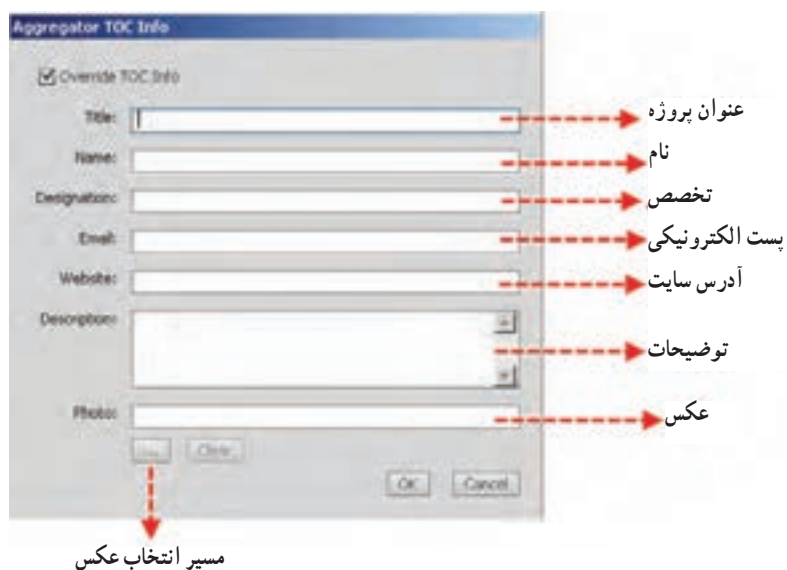 Aggregator TOC Info
Override TOC Info
Title:
عنوان پروژه
Name:
نام
Designation:
تخصص
Email:
پست الکترونیکی
Website:
آدرس سایت
Description:
توضیحات
Photo:
عکس
... Clear
OK Cancel
مسیر انتخاب عکس